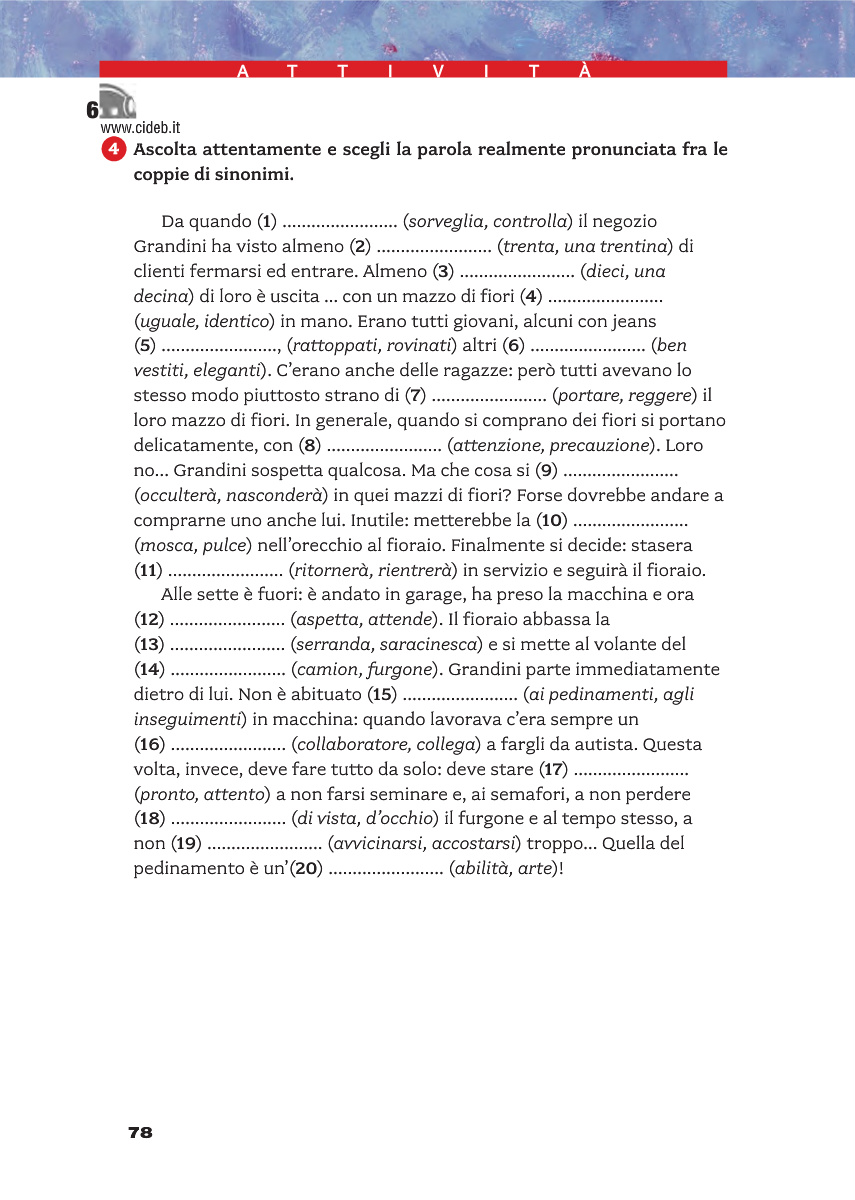 ATTIVITÀ
6
www.cideb.it
4 Ascolta attentamente e scegli la parola realmente pronunciata fra le
coppie di sinonimi.
Da quando (1) ........................ (sorveglia, controlla) il negozio
Grandini ha visto almeno (2) ........................ (trenta, una trentina) di
clienti fermarsi ed entrare. Almeno (3) ........................ (dieci, una
decina) di loro è uscita ... con un mazzo di fiori (4) ........................
(uguale, identico) in mano. Erano tutti giovani, alcuni con jeans
(5) ........................, (rattoppati, rovinati) altri (6) ........................ (ben
vestiti, eleganti). C'erano anche delle ragazze: però tutti avevano lo
stesso modo piuttosto strano di (7) ........................ (portare, reggere) il
loro mazzo di fiori. In generale, quando si comprano dei fiori si portano
delicatamente, con (8) ........................ (attenzione, precauzione). Loro
no... Grandini sospetta qualcosa. Ma che cosa si (9) ........................
(occulterà, nasconderà) in quei mazzi di fiori? Forse dovrebbe andare a
comprarne uno anche lui. Inutile: metterebbe la (10) ........................
(mosca, pulce) nell'orecchio al fioraio. Finalmente si decide: stasera
(11) ........................ (ritornerà, rientrerà) in servizio e seguirà il fioraio.
Alle sette è fuori: è andato in garage, ha preso la macchina e ora
(12) ........................ (aspetta, attende). Il fioraio abbassa la
(13) ........................ (serranda, saracinesca) e si mette al volante del
(14) ........................ (camion, furgone). Grandini parte immediatamente
dietro di lui. Non è abituato (15) ........................ (ai pedinamenti, agli
inseguimenti) in macchina: quando lavorava c'era sempre un
(16) ........................ (collaboratore, collega) a fargli da autista. Questa
volta, invece, deve fare tutto da solo: deve stare (17) ........................
(pronto, attento) a non farsi seminare e, ai semafori, a non perdere
(18) ........................ (di vista, d'occhio) il furgone e al tempo stesso, a
non (19) ........................ (avvicinarsi, accostarsi) troppo... Quella del
pedinamento è un'(20) ........................ (abilità, arte)!
78